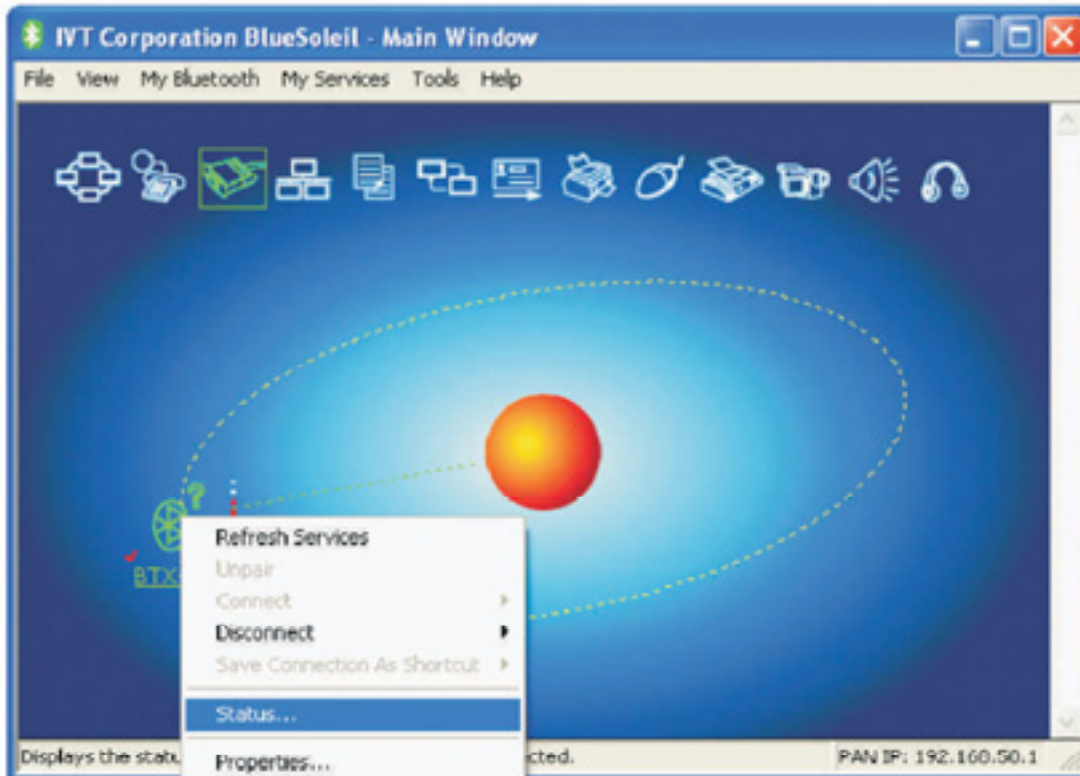 IVT Corporation BlueSoleil - Main Window
File View My Bluetooth My Services Tools Help
BTX
Refresh Services
Unpair
Connect
Disconnect
Save Connection As Shortcut
Status...
Properties...
Displays the statu cted. PAN IP: 192.168.50.1